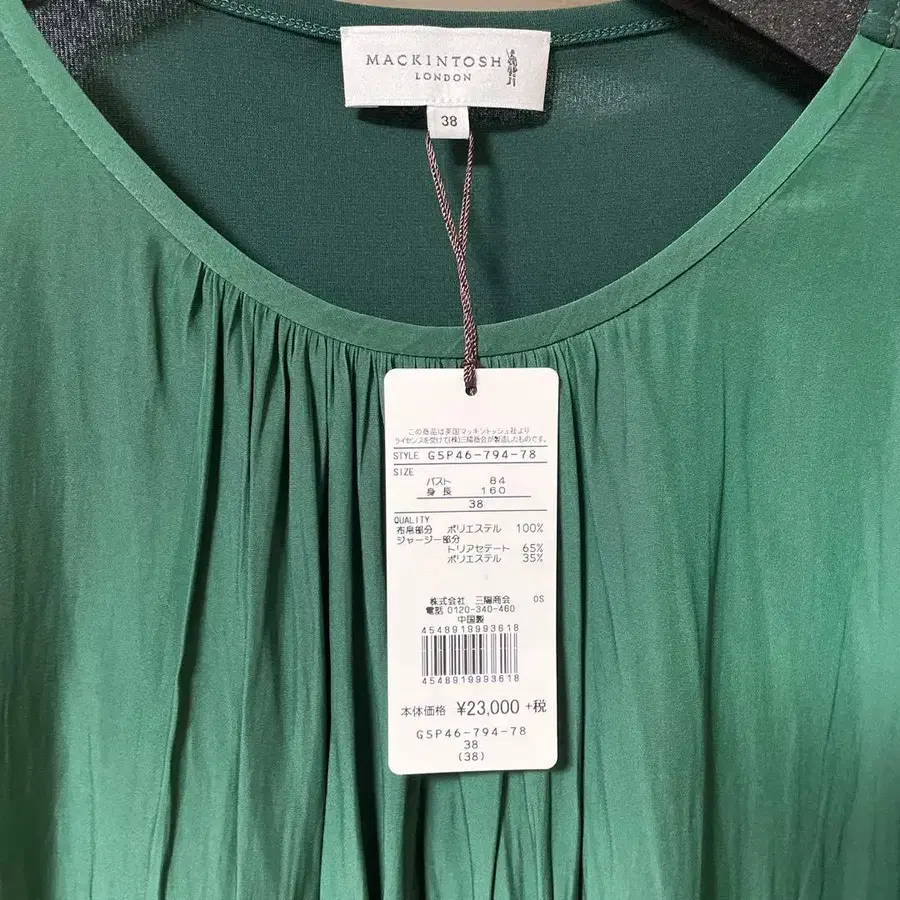 MACKINTOSH
LONDON
38
この商品は英国マッキントッシュ社より
ライセンスを受けて(株)三陽商会が製造したものです。
STYLE G5P46-794-78
SIZE
バスト 84
身長 160
38
QUALITY
布帛部分 ポリエステル 100%
ジャージー部分
トリアセテート 65%
ポリエステル 35%
株式会社 三陽商会 OS
電話 0120-340-460
中国製
4548919993618
4548919993618
本体価格 ¥23,000 +税
G5P46-794-78
38
(38)